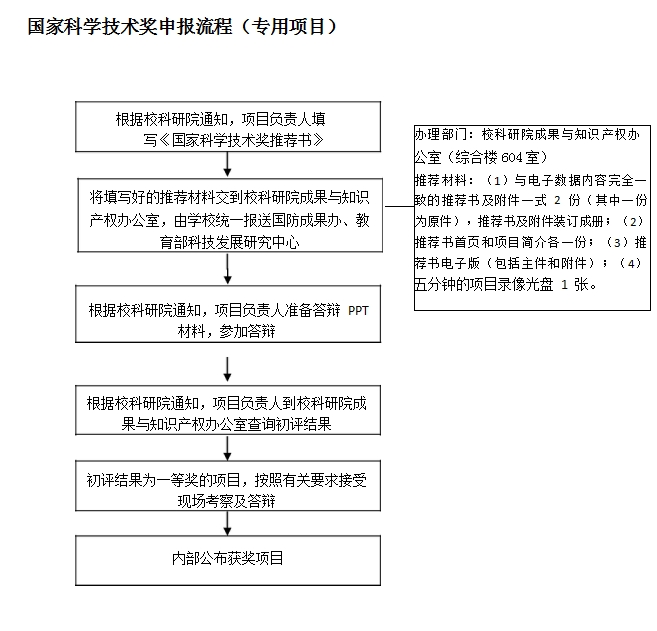 国家科学技术奖申报流程（专用项目）
根据校科研院通知，项目负责人填
写《国家科学技术奖推荐书》
将填写好的推荐材料交到校科研院成果与知识
产权办公室，由学校统一报送国防成果办、教
育部科技发展研究中心
办理部门：校科研院成果与知识产权办
公室（综合楼604室）
推荐材料：（1）与电子数据内容完全一
致的推荐书及附件一式 2 份（其中一份
为原件），推荐书及附件装订成册；（2）
推荐书首页和项目简介各一份；（3）推
荐书电子版（包括主件和附件）；（4）
五分钟的项目录像光盘 1 张。
根据校科研院通知，项目负责人准备答辩 PPT
材料，参加答辩
根据校科研院通知，项目负责人到校科研院成
果与知识产权办公室查询初评结果
初评结果为一等奖的项目，按照有关要求接受
现场考察及答辩
内部公布获奖项目